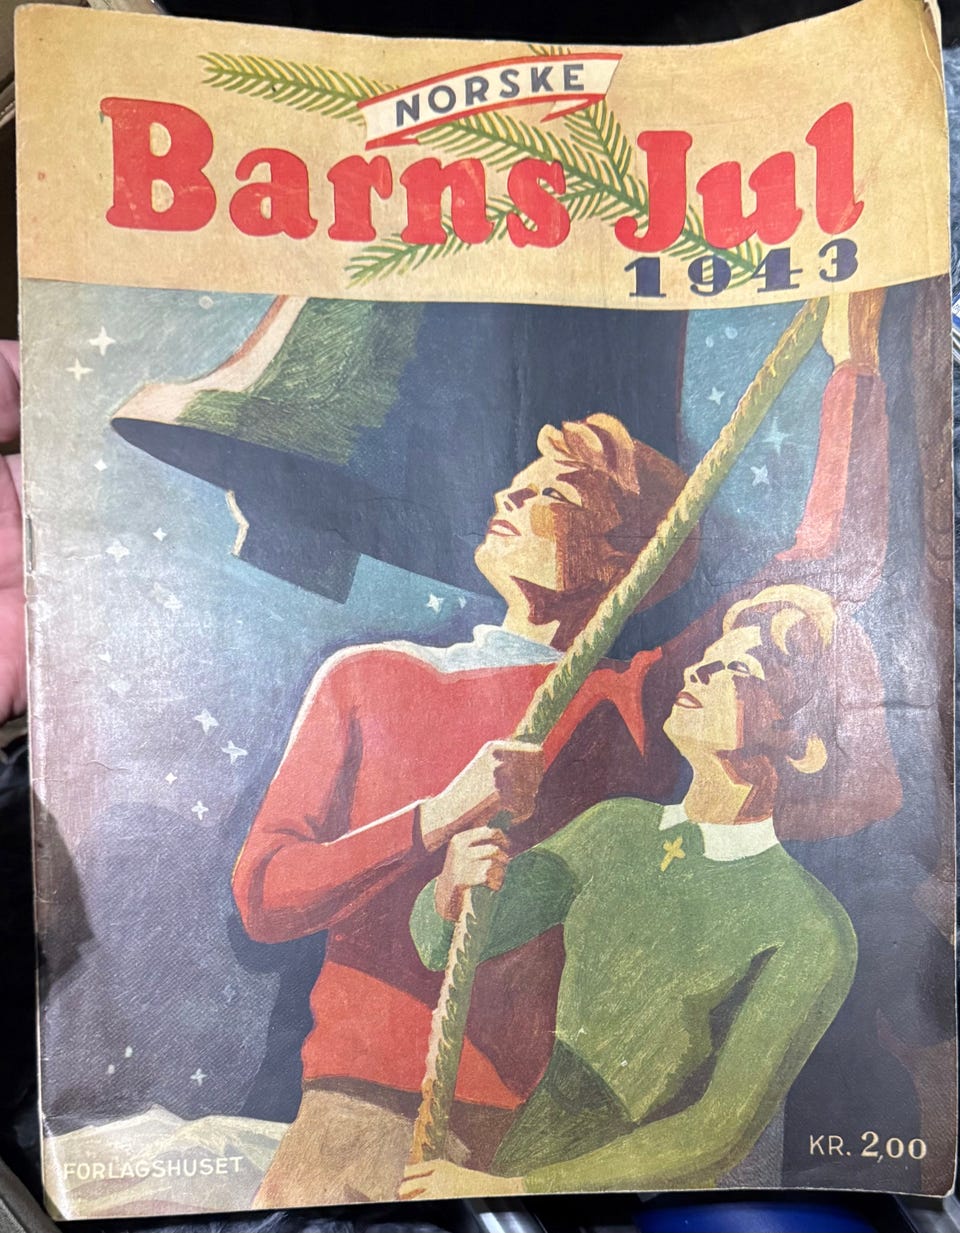 NORSKE
Barns Jul
1943
FORLAGSHUSET
KR. 2,00